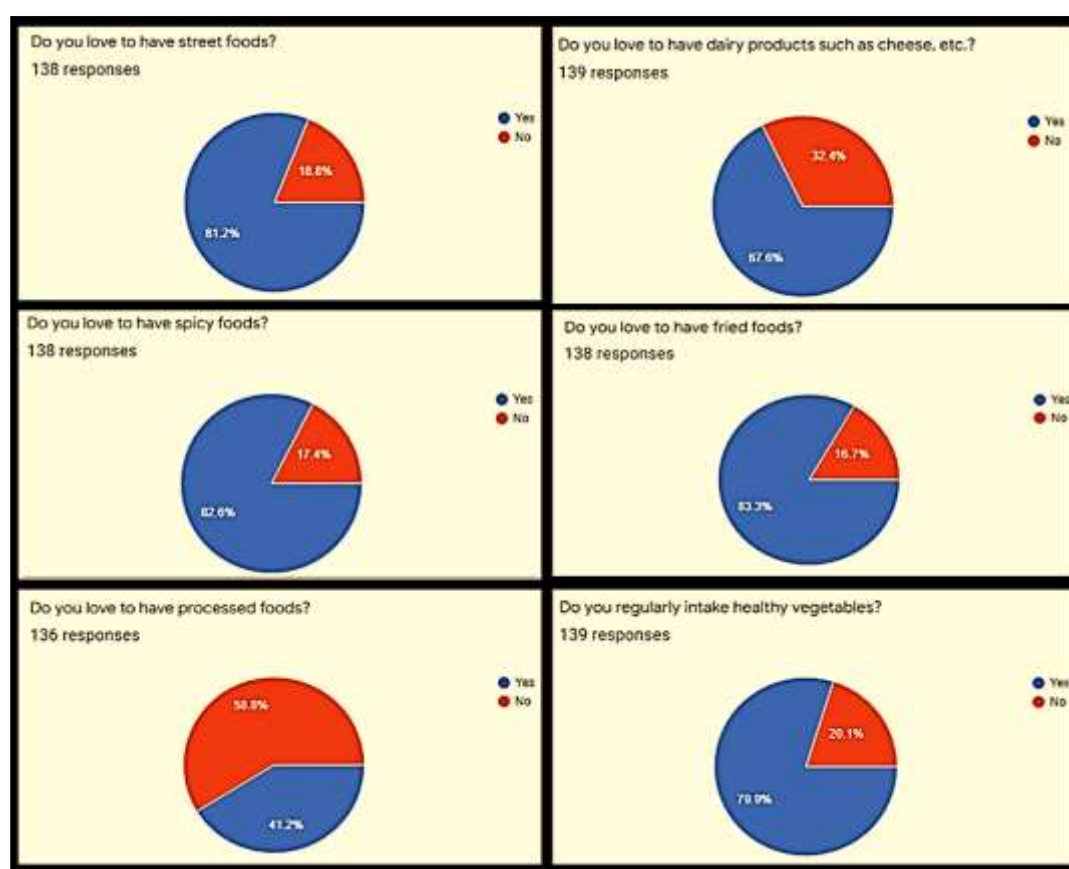 Do you love to have street foods?
138 responses
Yes
No
18.8%
81.2%
Do you love to have dairy products such as cheese, etc.?
139 responses
Yes
No
32.4%
67.6%
Do you love to have spicy foods?
138 responses
Yes
No
17.4%
82.6%
Do you love to have fried foods?
138 responses
Yes
No
16.7%
83.3%
Do you love to have processed foods?
136 responses
Yes
No
58.8%
41.2%
Do you regularly intake healthy vegetables?
139 responses
Yes
No
20.1%
79.9%